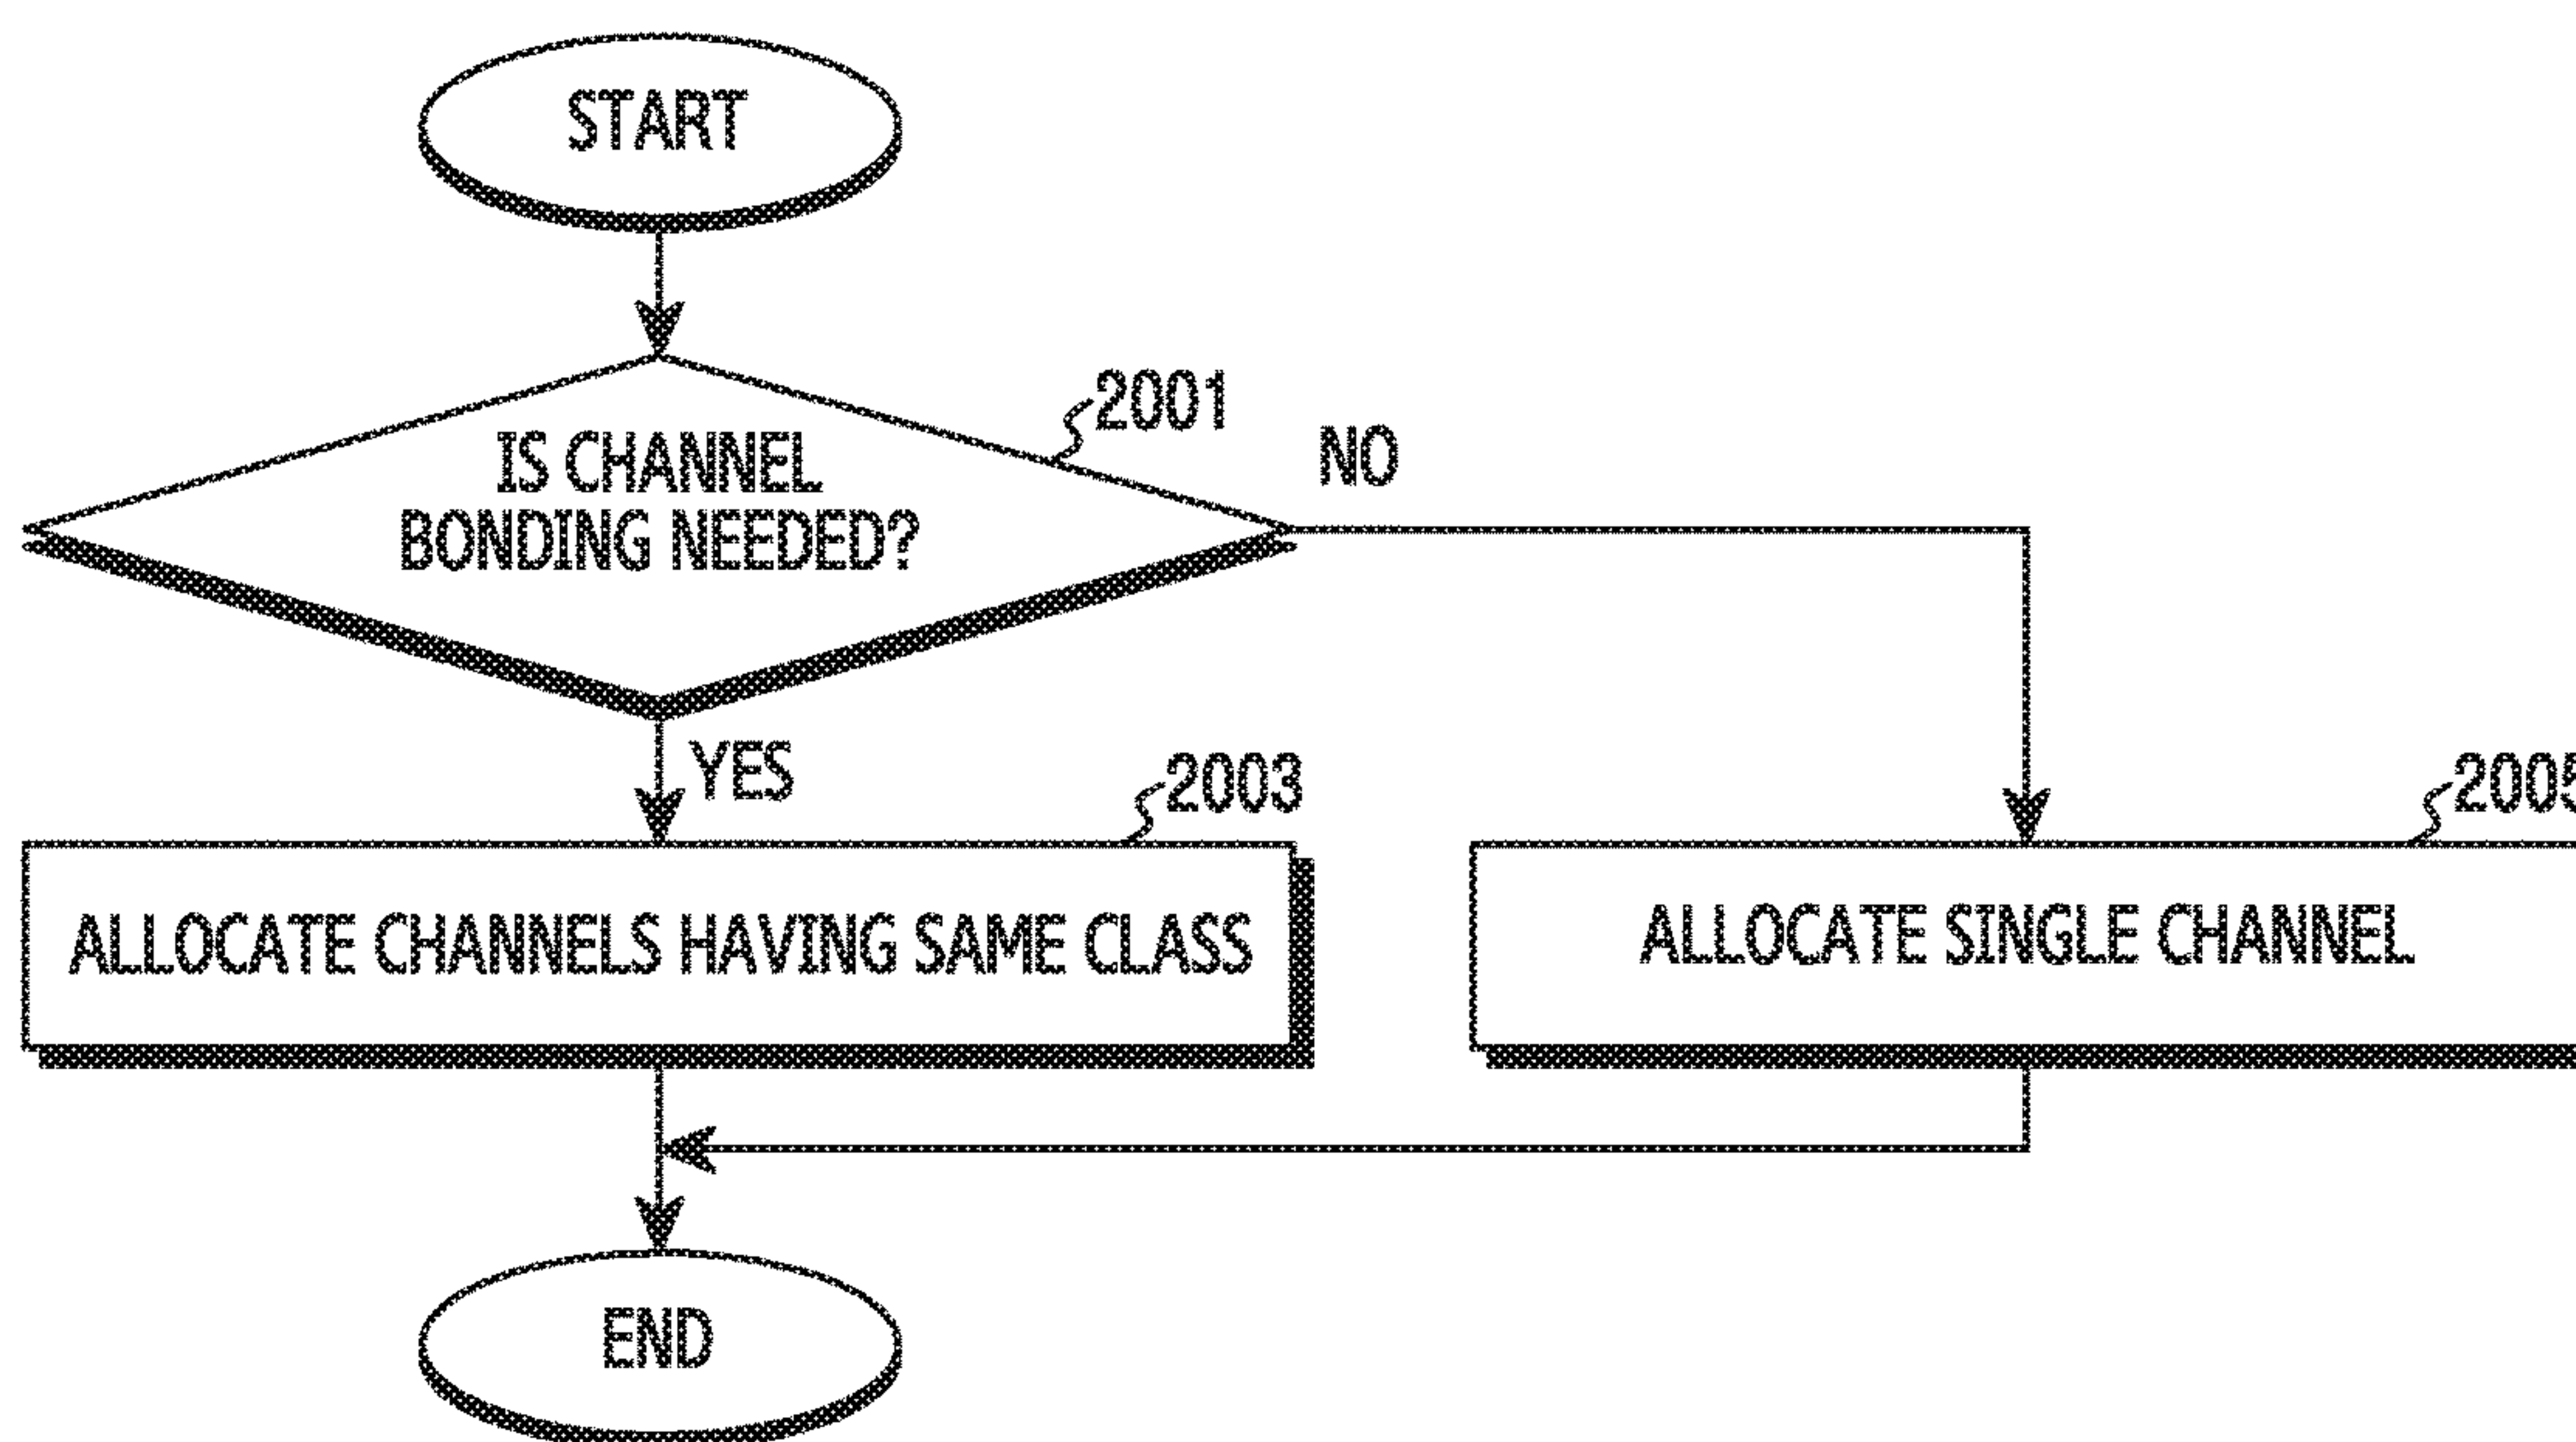 START
2001
NO
IS CHANNEL
BONDING NEEDED?
YES
2003
2005
ALLOCATE CHANNELS HAVING SAME CLASS
ALLOCATE SINGLE CHANNEL
END